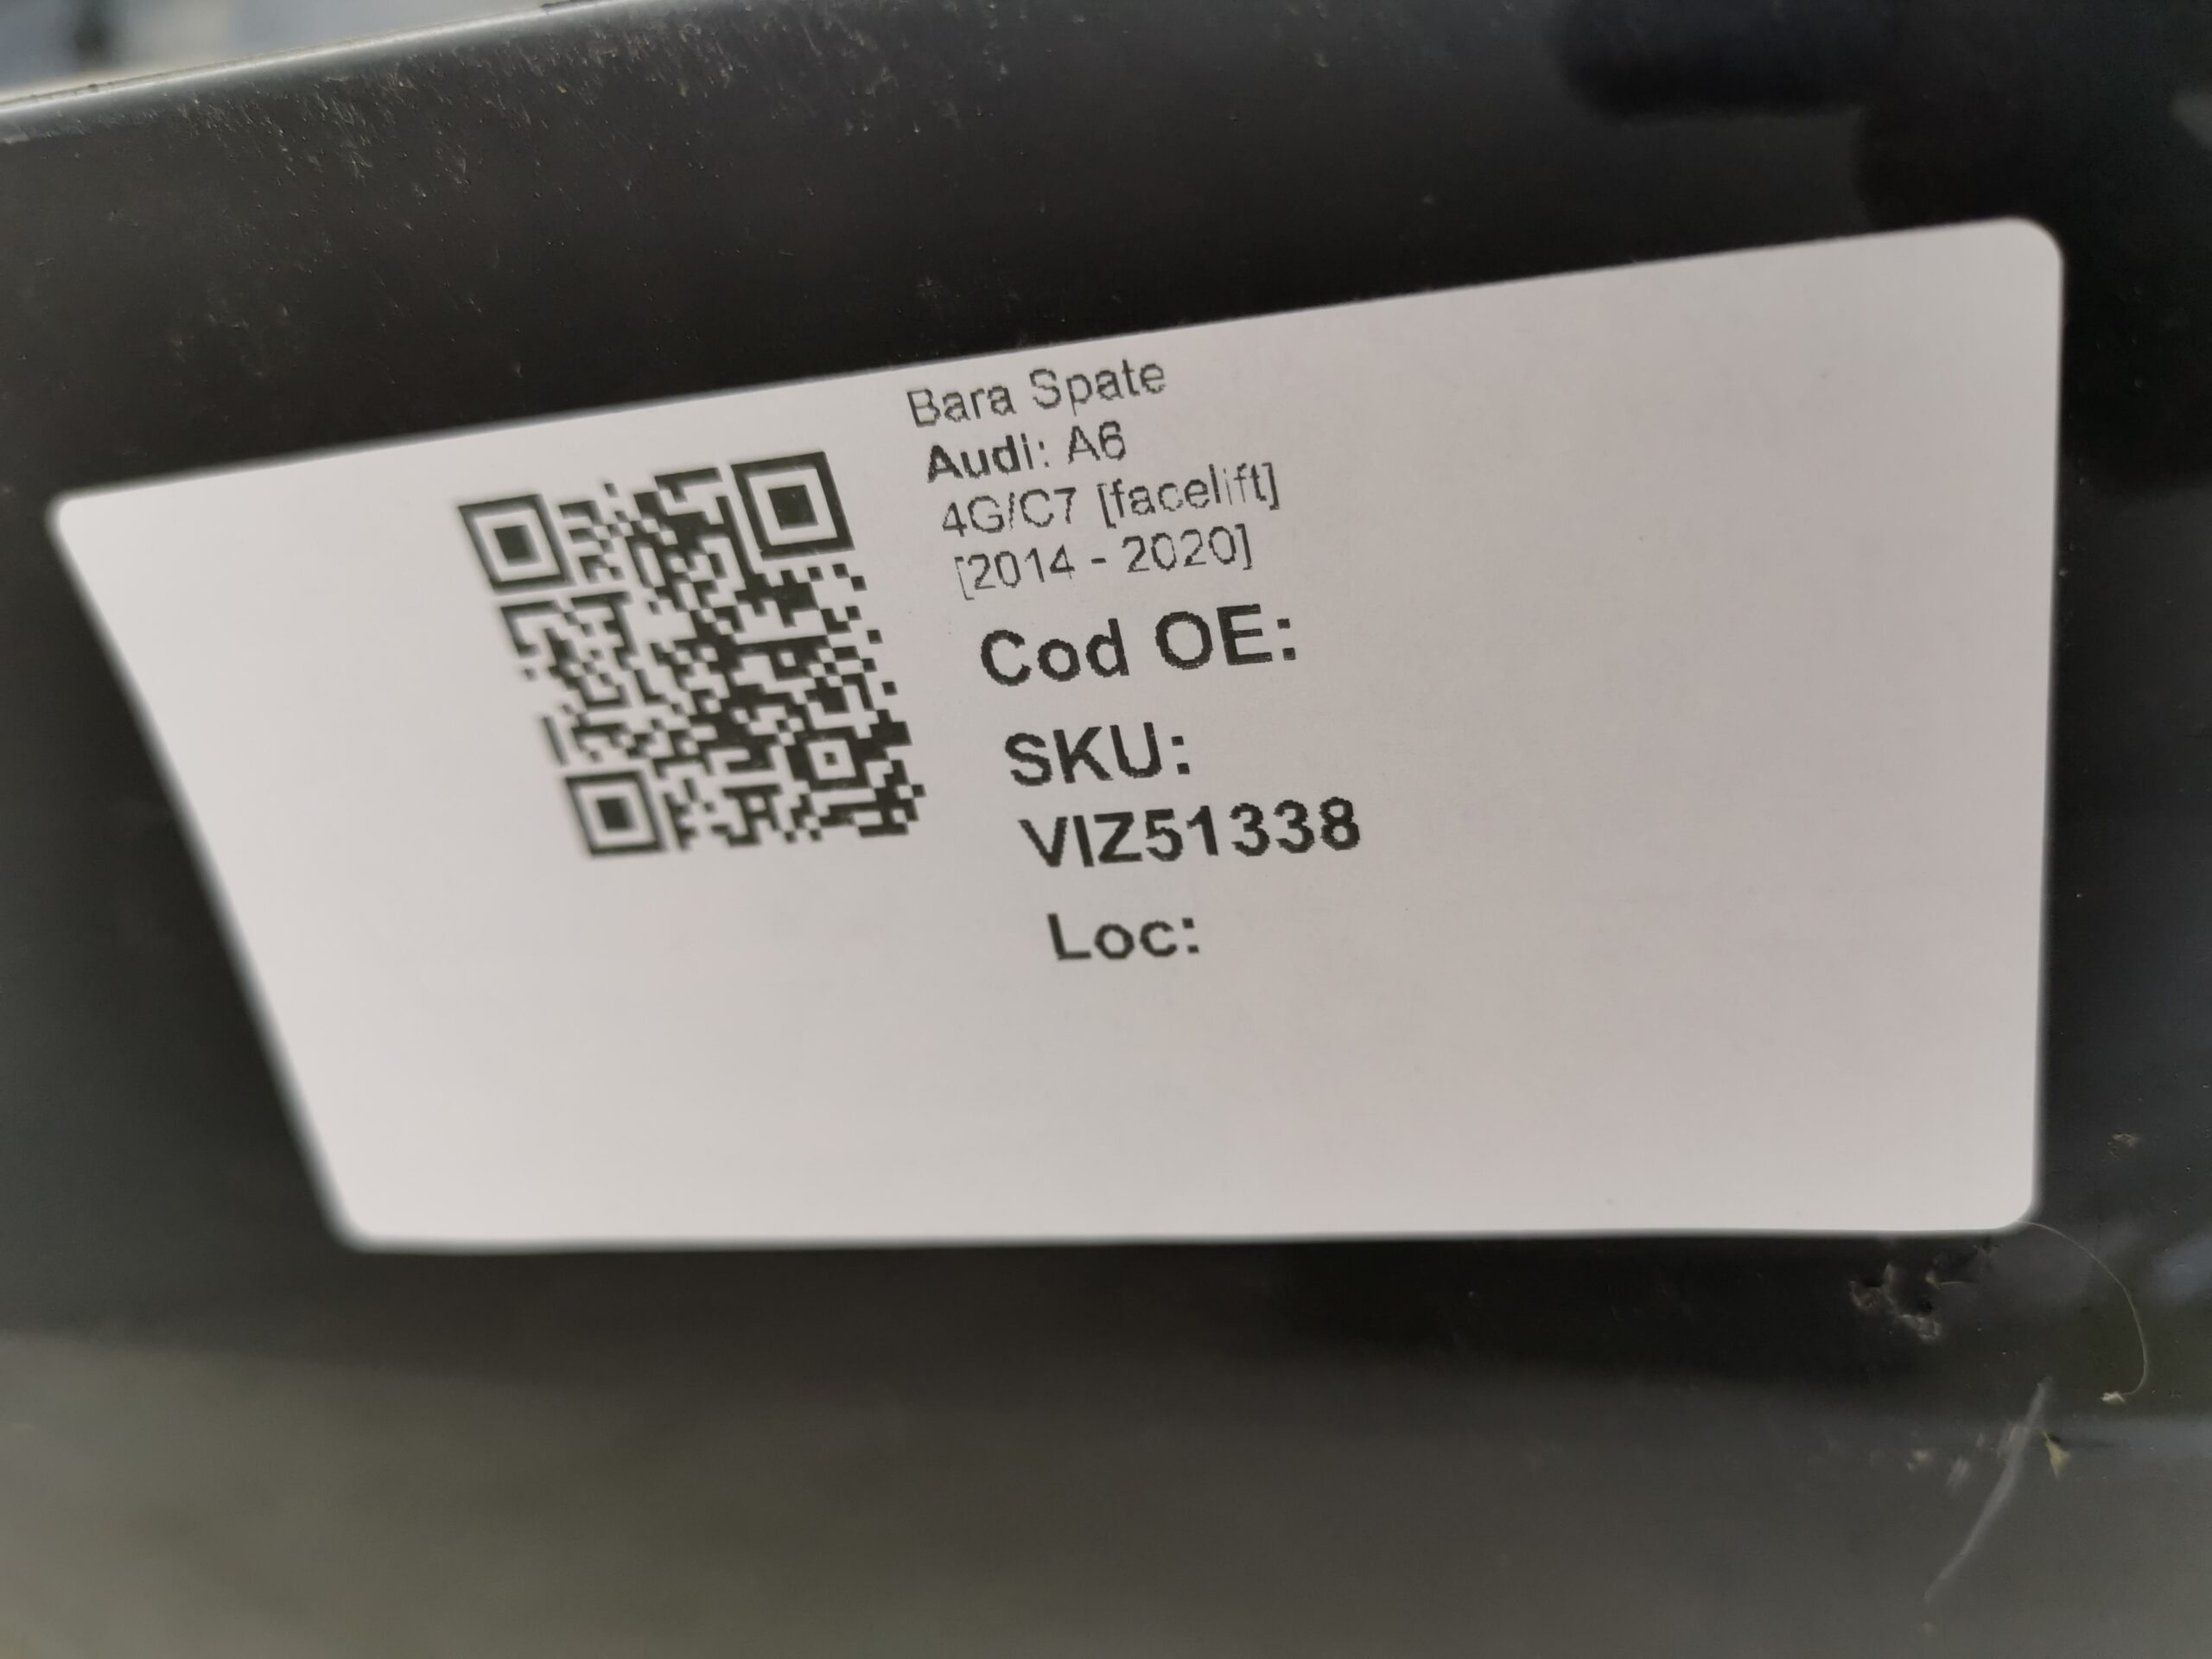 Bara Spate
Audi: A6
4G/C7 [facelift]
[2014 - 2020]
Cod OE:
SKU:
VIZ51338
Loc: